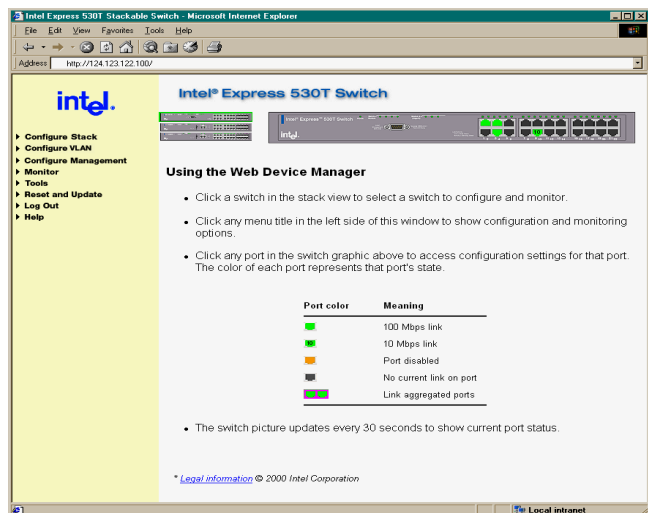 Intel Express 530T Stackable Switch - Microsoft Internet Explorer
File Edit View Favorites Tools Help
Address http://124.123.122.100/
intel.
Configure Stack
Configure VLAN
Configure Management
Monitor
Tools
Reset and Update
Log Out
Help
Intel® Express 530T Switch
Intel® Express™ 530T Switch
intel.
10
Using the Web Device Manager
• Click a switch in the stack view to select a switch to configure and monitor.
• Click any menu title in the left side of this window to show configuration and monitoring
options.
• Click any port in the switch graphic above to access configuration settings for that port.
The color of each port represents that port's state.
Port color Meaning
100 Mbps link
10 10 Mbps link
Port disabled
No current link on port
Link aggregated ports
• The switch picture updates every 30 seconds to show current port status.
* Legal information © 2000 Intel Corporation
Local intranet